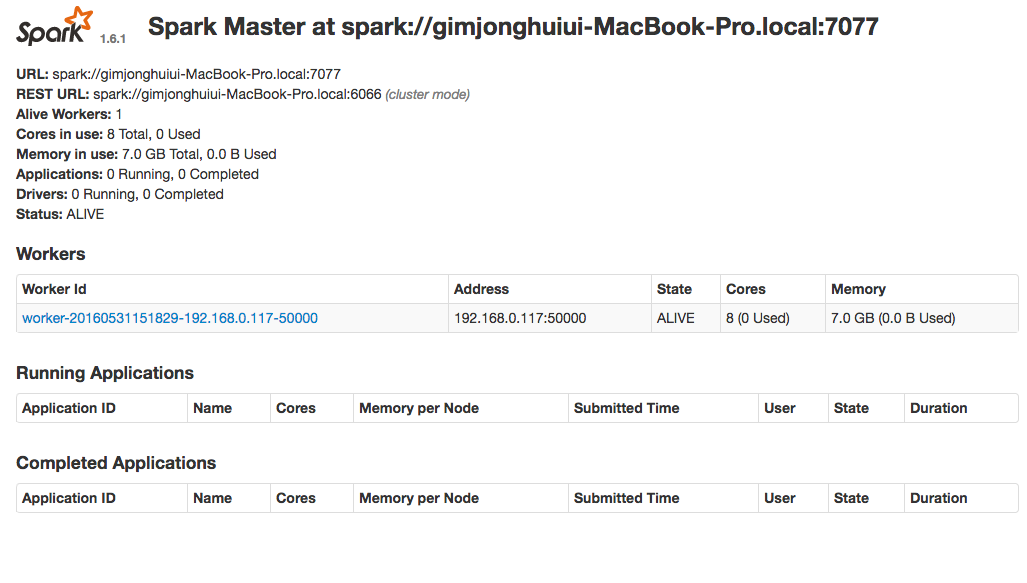 Spark 1.6.1 Spark Master at spark://gimjonghuiui-MacBook-Pro.local:7077
URL: spark://gimjonghuiui-MacBook-Pro.local:7077
REST URL: spark://gimjonghuiui-MacBook-Pro.local:6066 (cluster mode)
Alive Workers: 1
Cores in use: 8 Total, 0 Used
Memory in use: 7.0 GB Total, 0.0 B Used
Applications: 0 Running, 0 Completed
Drivers: 0 Running, 0 Completed
Status: ALIVE
Workers
Worker Id Address State Cores Memory
worker-20160531151829-192.168.0.117-50000 192.168.0.117:50000 ALIVE 8 (0 Used) 7.0 GB (0.0 B Used)
Running Applications
Application ID Name Cores Memory per Node Submitted Time User State Duration
Completed Applications
Application ID Name Cores Memory per Node Submitted Time User State Duration